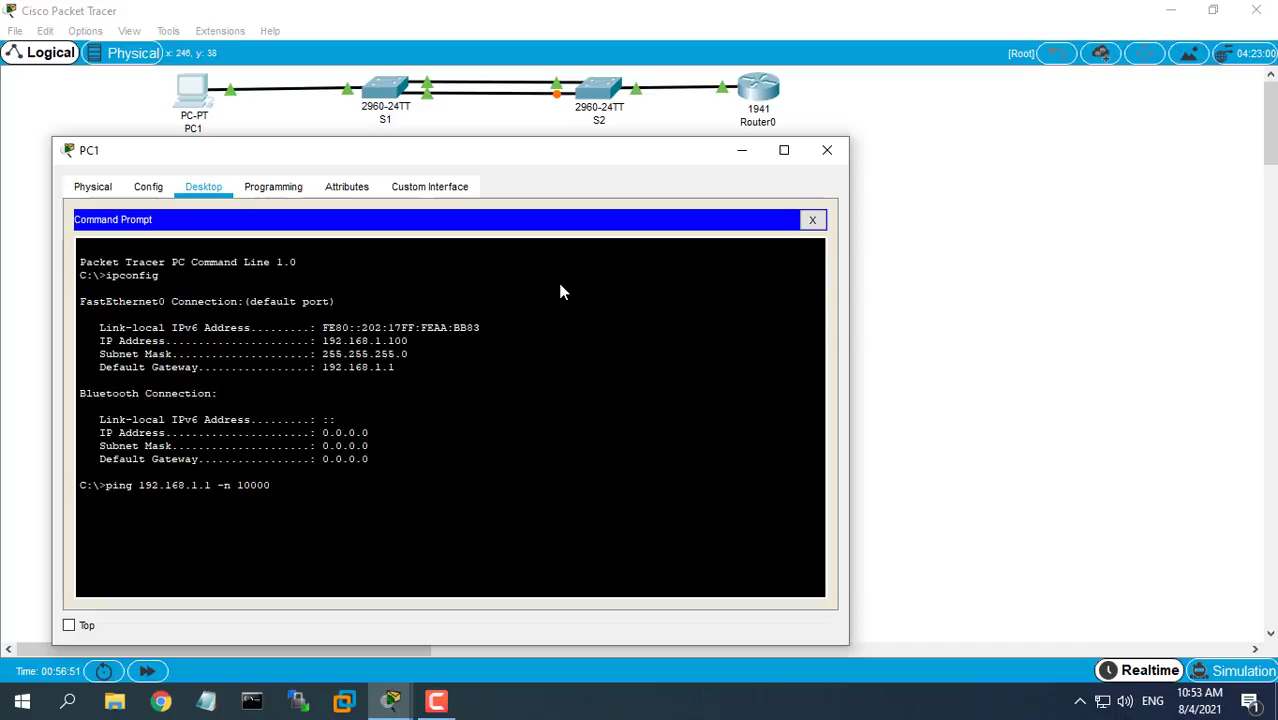 Cisco Packet Tracer
File Edit Options View Tools Extensions Help
Logical Physical x: 246, y: 38 [Root] 04:23:00
PC-PT
PC1
2960-24TT
S1
2960-24TT
S2
1941
Router0
PC1
Physical Config Desktop Programming Attributes Custom Interface
Command Prompt X
Packet Tracer PC Command Line 1.0
C:\>ipconfig
FastEthernet0 Connection:(default port)
Link-local IPv6 Address.........: FE80::202:17FF:FEAA:BB83
IP Address......................: 192.168.1.100
Subnet Mask.....................: 255.255.255.0
Default Gateway.................: 192.168.1.1
Bluetooth Connection:
Link-local IPv6 Address.........: ::
IP Address......................: 0.0.0.0
Subnet Mask.....................: 0.0.0.0
Default Gateway.................: 0.0.0.0
C:\>ping 192.168.1.1 -n 10000
Top
Time: 00:56:51 Realtime Simulation
ENG
10:53 AM
8/4/2021
1